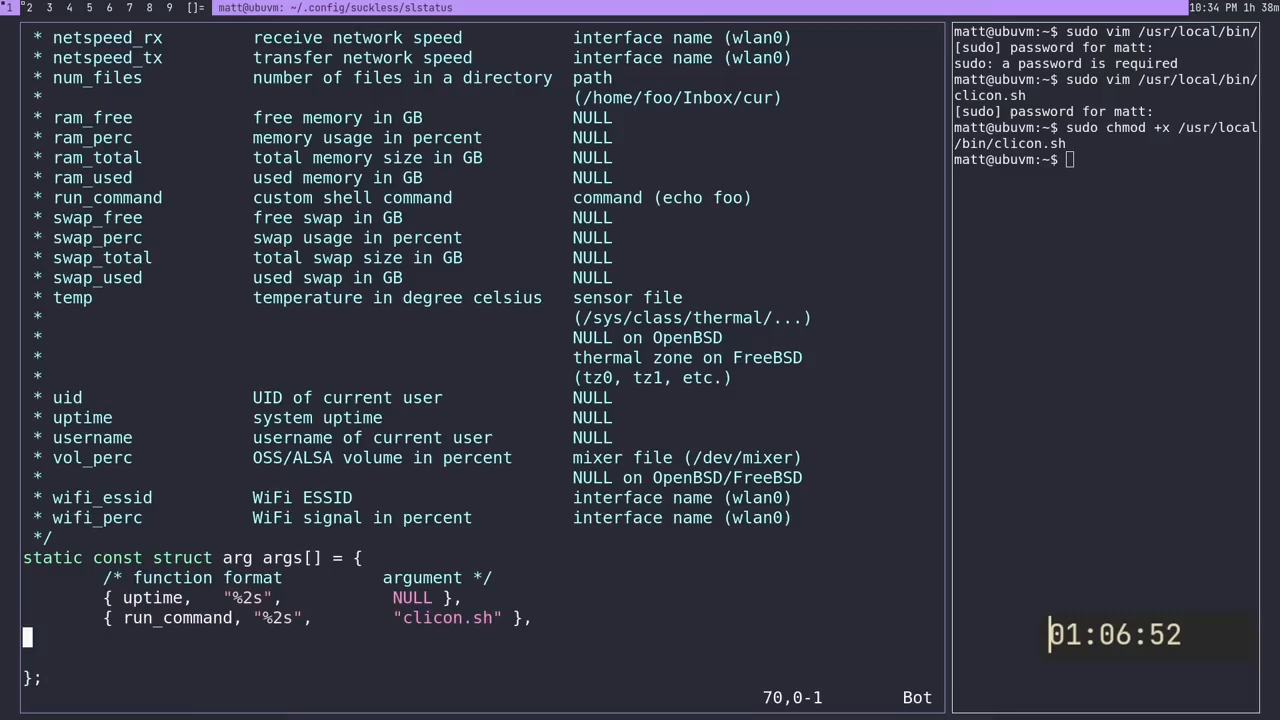 1 2 3 4 5 6 7 8 9 []= matt@ubuvm: ~/.config/suckless/slstatus 10:34 PM 1h 38m
 * netspeed_rx         receive network speed           interface name (wlan0)
 * netspeed_tx         transfer network speed          interface name (wlan0)
 * num_files           number of files in a directory  path
 *                                                     (/home/foo/Inbox/cur)
 * ram_free            free memory in GB               NULL
 * ram_perc            memory usage in percent         NULL
 * ram_total           total memory size in GB         NULL
 * ram_used            used memory in GB               NULL
 * run_command         custom shell command            command (echo foo)
 * swap_free           free swap in GB                 NULL
 * swap_perc           swap usage in percent           NULL
 * swap_total          total swap size in GB           NULL
 * swap_used           used swap in GB                 NULL
 * temp                temperature in degree celsius   sensor file
 *                                                     (/sys/class/thermal/...)
 *                                                     NULL on OpenBSD
 *                                                     thermal zone on FreeBSD
 *                                                     (tz0, tz1, etc.)
 * uid                 UID of current user             NULL
 * uptime              system uptime                   NULL
 * username            username of current user        NULL
 * vol_perc            OSS/ALSA volume in percent      mixer file (/dev/mixer)
 *                                                     NULL on OpenBSD/FreeBSD
 * wifi_essid          WiFi ESSID                      interface name (wlan0)
 * wifi_perc           WiFi signal in percent          interface name (wlan0)
 */
static const struct arg args[] = {
        /* function format          argument */
        { uptime,   "%2s",           NULL },
        { run_command, "%2s",        "clicon.sh" },
};
70,0-1        Bot
matt@ubuvm:~$ sudo vim /usr/local/bin/
[sudo] password for matt:
sudo: a password is required
matt@ubuvm:~$ sudo vim /usr/local/bin/
clicon.sh
[sudo] password for matt:
matt@ubuvm:~$ sudo chmod +x /usr/local
/bin/clicon.sh
matt@ubuvm:~$
01:06:52